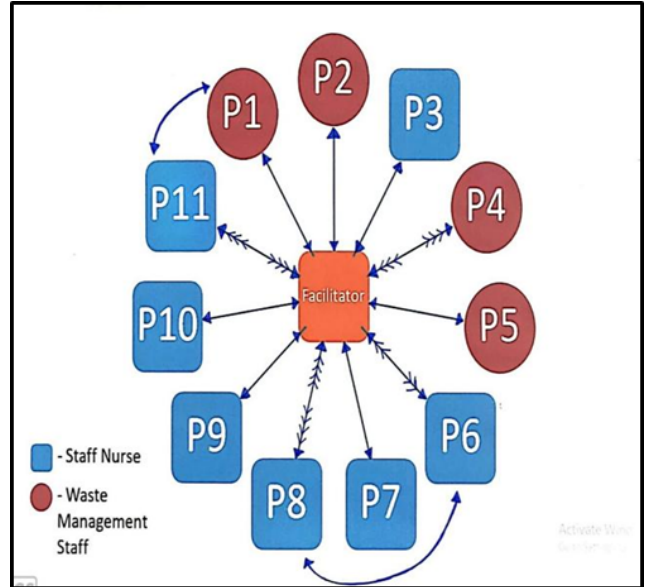 P1
P2
P3
P11
P4
Facilitator
P10
P5
P9
P6
P8
P7
- Staff Nurse
- Waste
Management
Staff